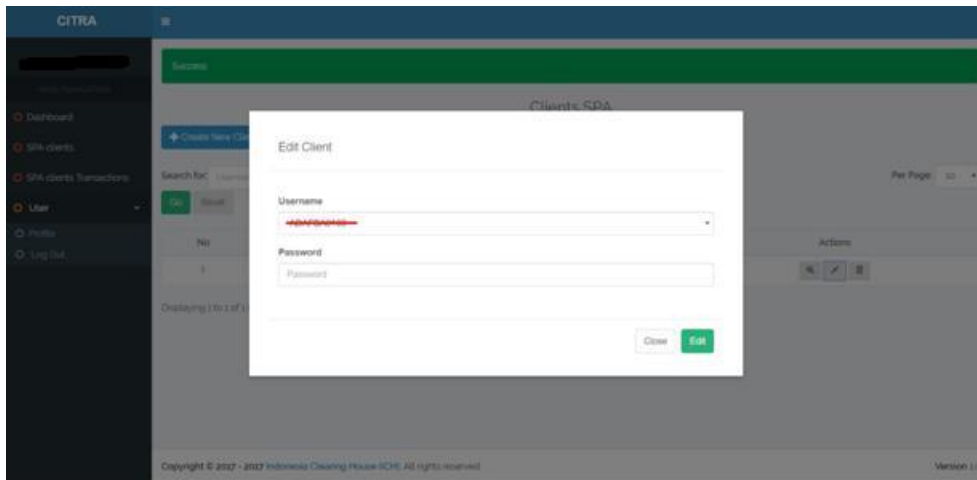 CITRA
Success
Clients SPA
Dashboard
Create New
SPA clients
SPA clients Transactions
Search for:
Per Page: 10
User
Go Reset
Profile
Log Out
No Actions
1
Displaying 1 to 1 of 1
Edit Client
Username
Password
Password
Close Edit
Copyright © 2017 - 2017 Indonesia Clearing House (ICH). All rights reserved
Version